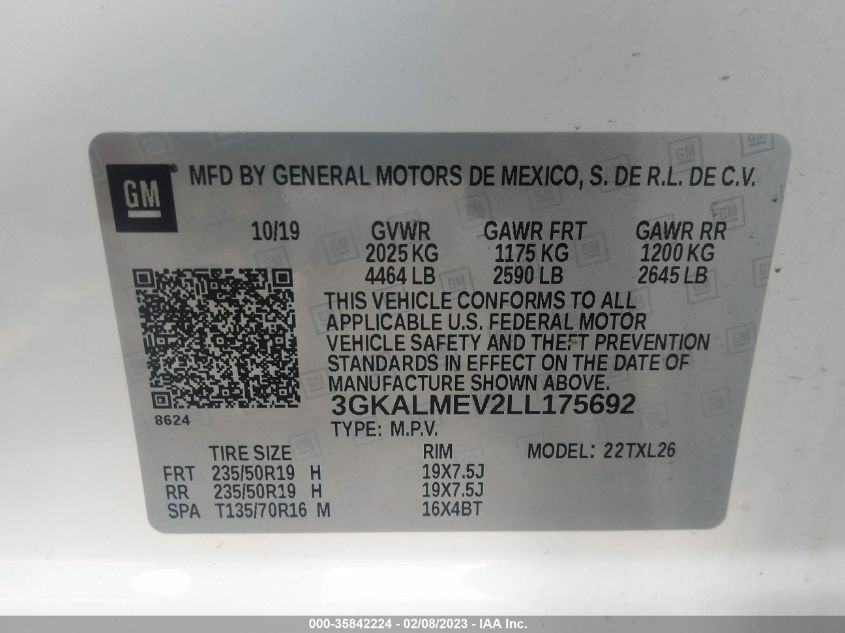 GM
MFD BY GENERAL MOTORS DE MEXICO, S. DE R.L. DE C.V.
10/19 GVWR GAWR FRT GAWR RR
2025 KG 1175 KG 1200 KG
4464 LB 2590 LB 2645 LB
THIS VEHICLE CONFORMS TO ALL
APPLICABLE U.S. FEDERAL MOTOR
VEHICLE SAFETY AND THEFT PREVENTION
STANDARDS IN EFFECT ON THE DATE OF
MANUFACTURE SHOWN ABOVE.
8624
3GKALMEV2LL175692
TYPE: M.P.V.
TIRE SIZE RIM MODEL: 22TXL26
FRT 235/50R19 H 19X7.5J
RR 235/50R19 H 19X7.5J
SPA T135/70R16 M 16X4BT
000-35842224 - 02/08/2023 - IAA Inc.